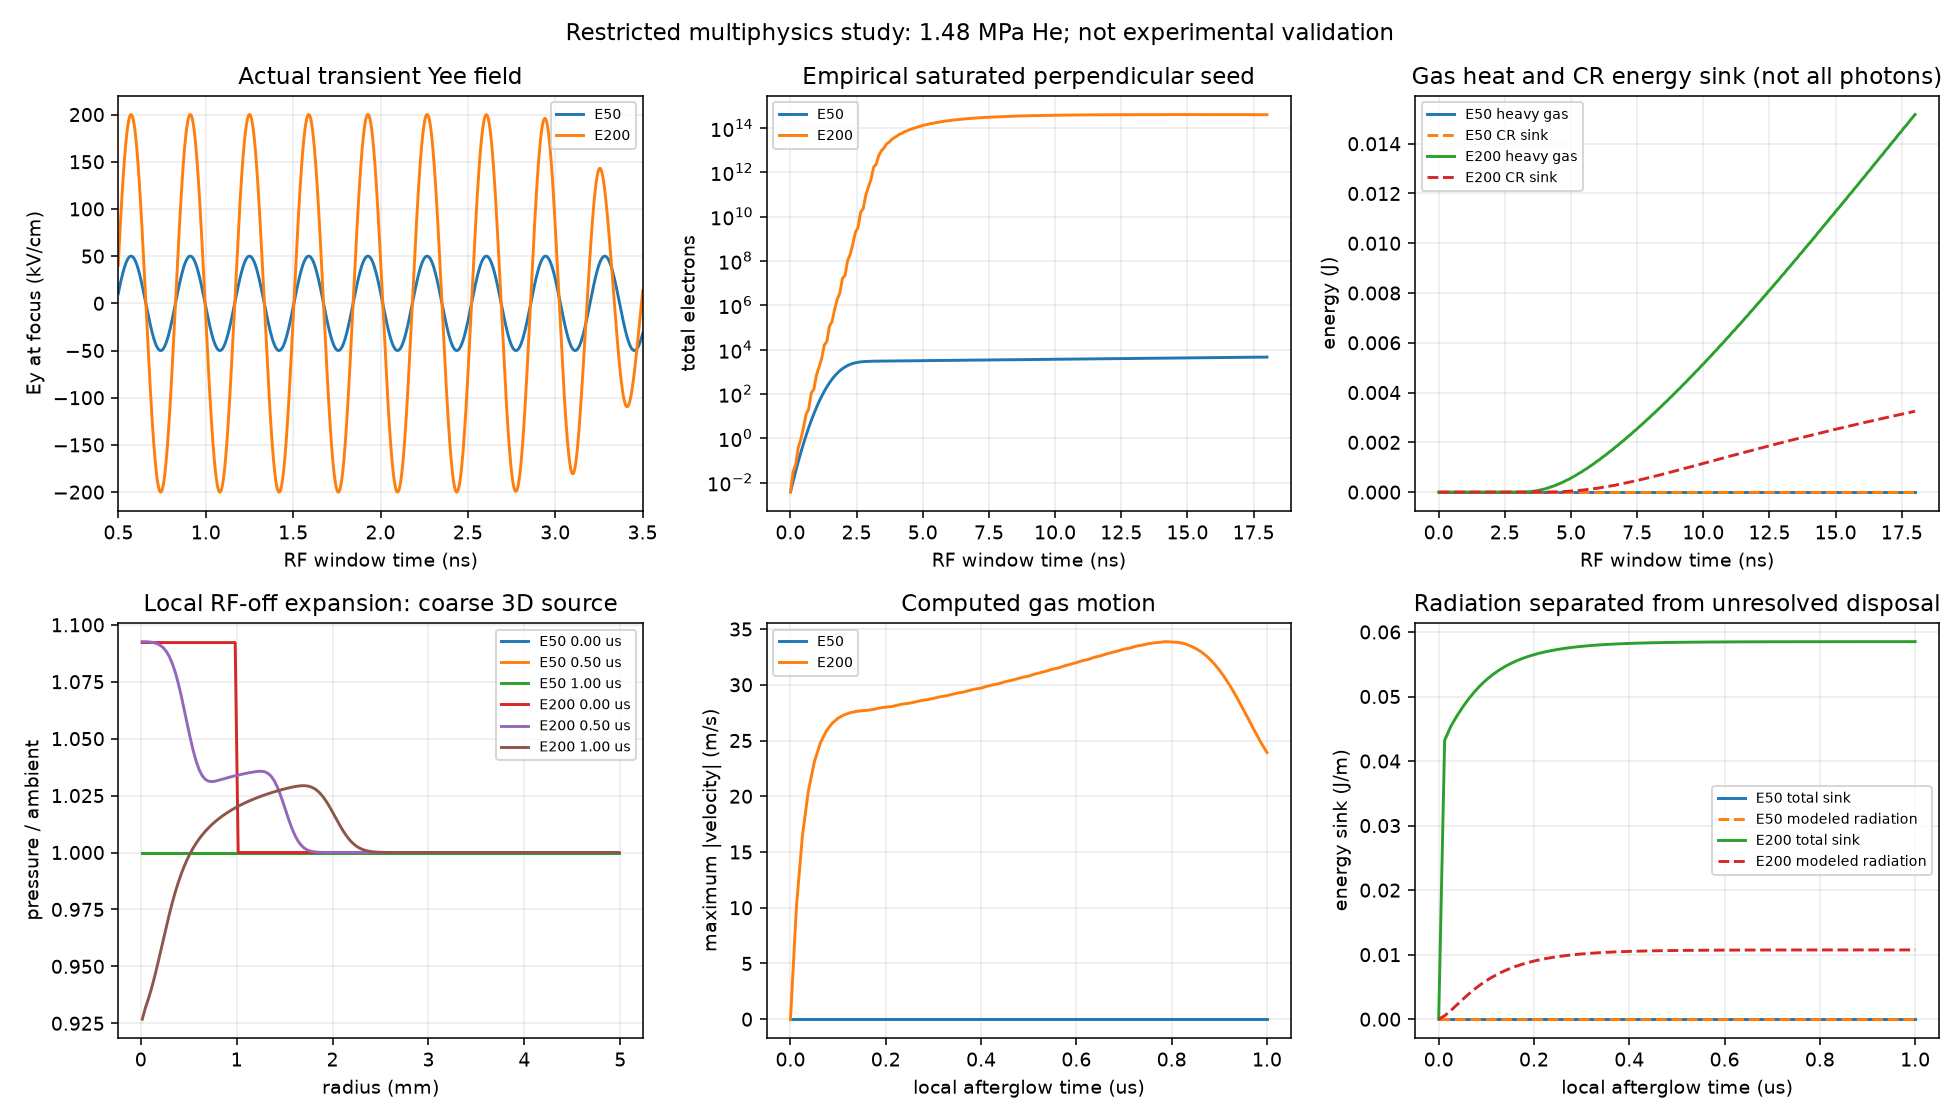 Restricted multiphysics study: 1.48 MPa He; not experimental validation
Actual transient Yee field
E50
E200
200
150
100
50
0
−50
−100
−150
−200
Ey at focus (kV/cm)
0.5
1.0
1.5
2.0
2.5
3.0
3.5
RF window time (ns)
Empirical saturated perpendicular seed
E50
E200
10^14
10^12
10^10
10^8
10^6
10^4
10^2
10^0
10^−2
total electrons
0.0
2.5
5.0
7.5
10.0
12.5
15.0
17.5
RF window time (ns)
Gas heat and CR energy sink (not all photons)
E50 heavy gas
E50 CR sink
E200 heavy gas
E200 CR sink
0.014
0.012
0.010
0.008
0.006
0.004
0.002
0.000
energy (J)
0.0
2.5
5.0
7.5
10.0
12.5
15.0
17.5
RF window time (ns)
Local RF-off expansion: coarse 3D source
E50 0.00 us
E50 0.50 us
E50 1.00 us
E200 0.00 us
E200 0.50 us
E200 1.00 us
1.100
1.075
1.050
1.025
1.000
0.975
0.950
0.925
pressure / ambient
0
1
2
3
4
5
radius (mm)
Computed gas motion
E50
E200
35
30
25
20
15
10
5
0
maximum |velocity| (m/s)
0.0
0.2
0.4
0.6
0.8
1.0
local afterglow time (us)
Radiation separated from unresolved disposal
E50 total sink
E50 modeled radiation
E200 total sink
E200 modeled radiation
0.06
0.05
0.04
0.03
0.02
0.01
0.00
energy sink (J/m)
0.0
0.2
0.4
0.6
0.8
1.0
local afterglow time (us)